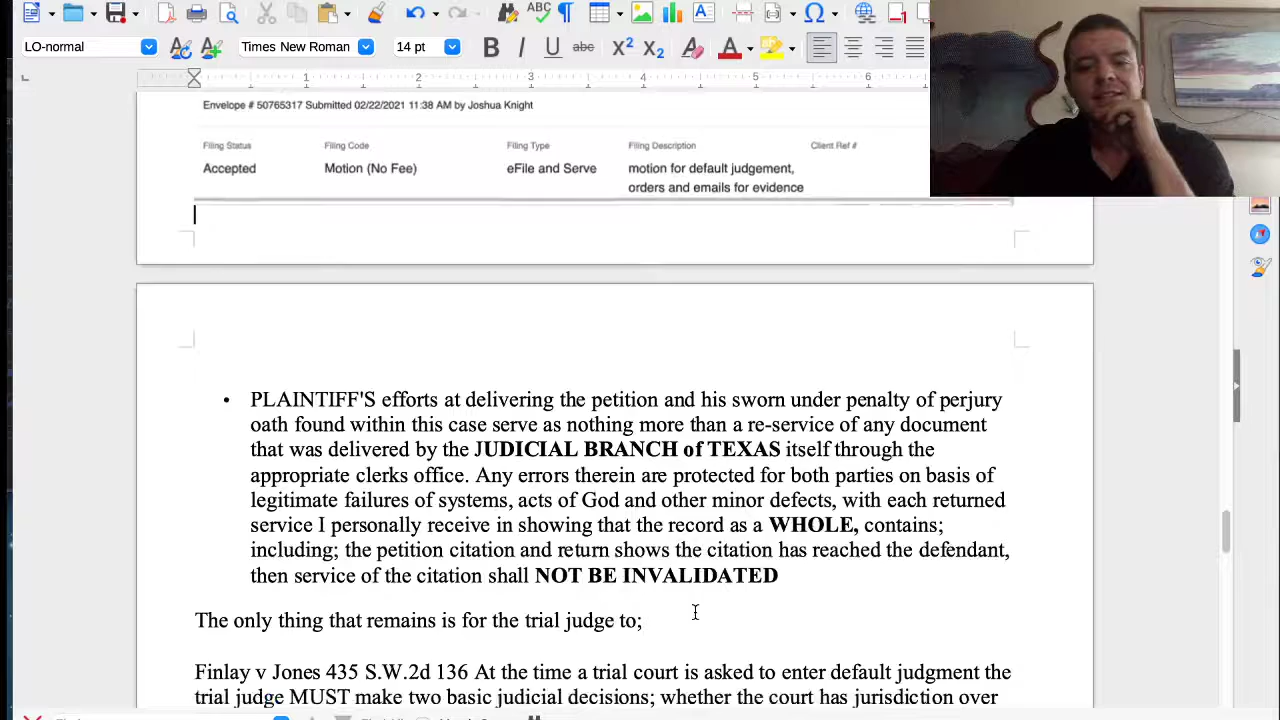 LO-normal Times New Roman 14 pt
1 2 3 4 5 6
Envelope # 50765317 Submitted 02/22/2021 11:38 AM by Joshua Knight
Filing Status Filing Code Filing Type Filing Description Client Ref #
Accepted Motion (No Fee) eFile and Serve motion for default judgement,
orders and emails for evidence
• PLAINTIFF'S efforts at delivering the petition and his sworn under penalty of perjury
oath found within this case serve as nothing more than a re-service of any document
that was delivered by the JUDICIAL BRANCH of TEXAS itself through the
appropriate clerks office. Any errors therein are protected for both parties on basis of
legitimate failures of systems, acts of God and other minor defects, with each returned
service I personally receive in showing that the record as a WHOLE, contains;
including; the petition citation and return shows the citation has reached the defendant,
then service of the citation shall NOT BE INVALIDATED
The only thing that remains is for the trial judge to;
Finlay v Jones 435 S.W.2d 136 At the time a trial court is asked to enter default judgment the
trial judge MUST make two basic judicial decisions; whether the court has jurisdiction over